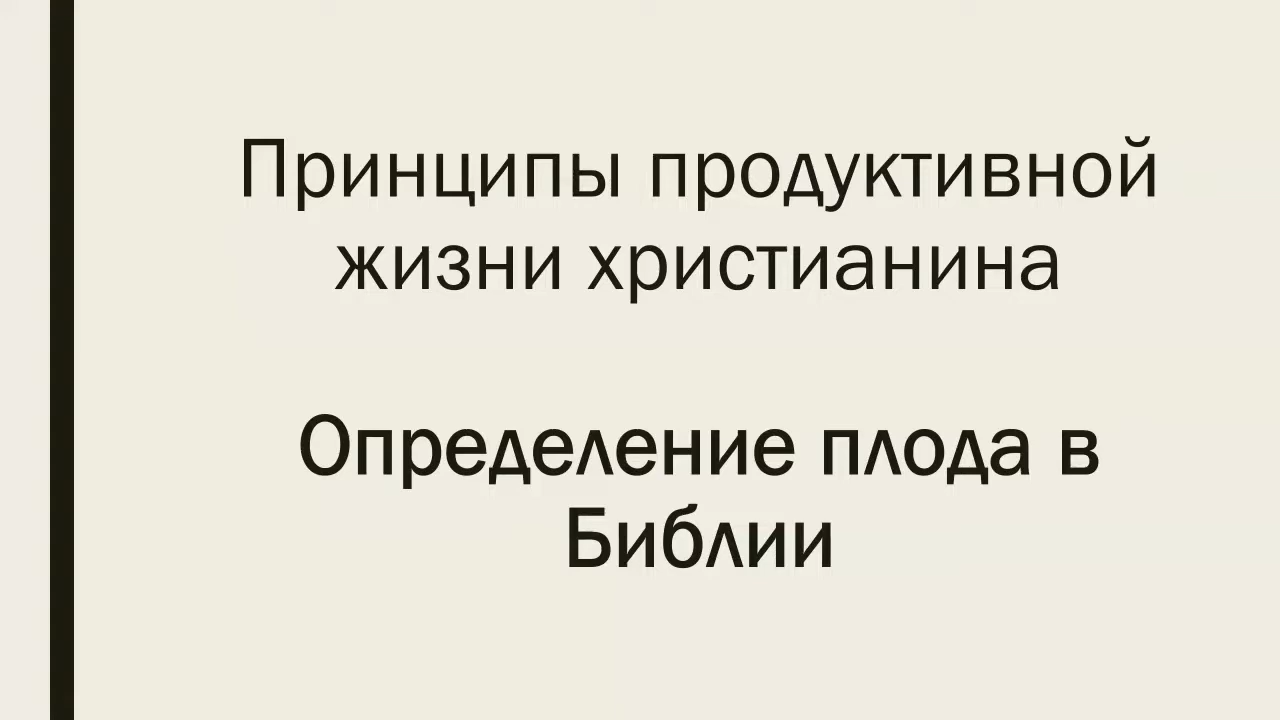 Принципы продуктивной
жизни христианина
Определение плода в
Библии